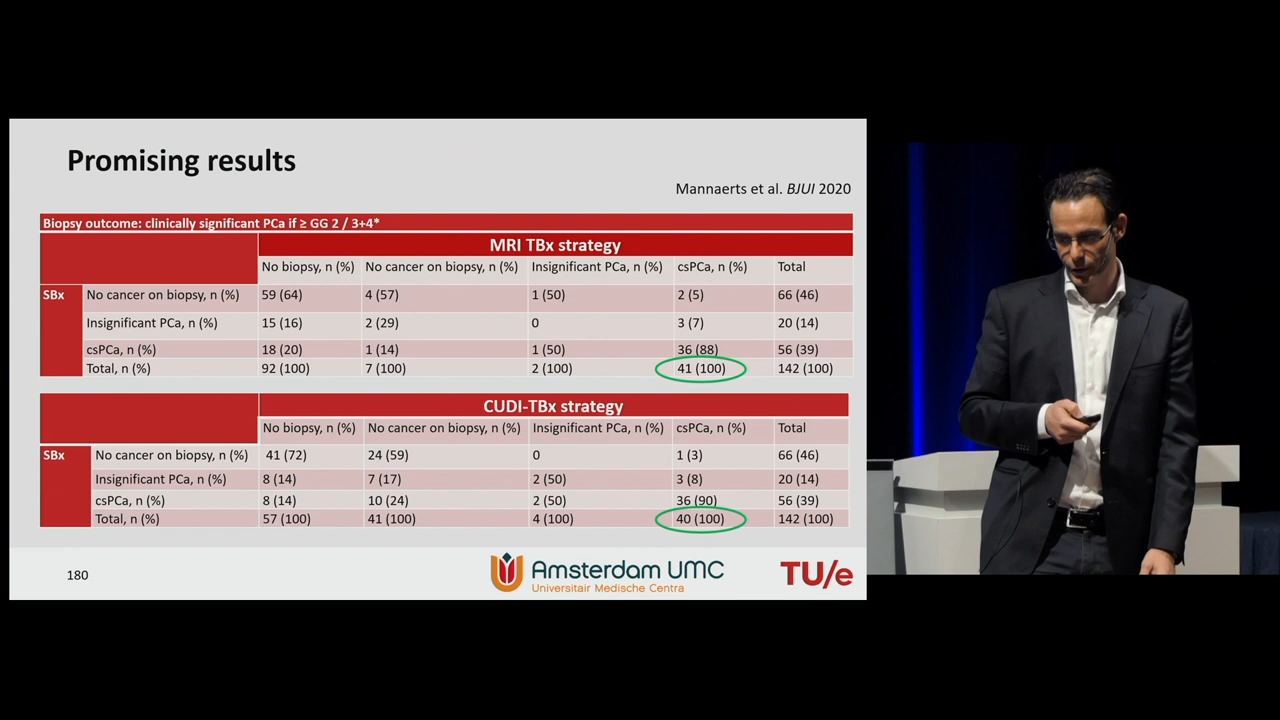 Promising results
Mannaerts et al. BJUI 2020
Biopsy outcome: clinically significant PCa if ≥ GG 2 / 3+4*
MRI TBx strategy
No biopsy, n (%) No cancer on biopsy, n (%) Insignificant PCa, n (%) csPCa, n (%) Total
SBx No cancer on biopsy, n (%) 59 (64) 4 (57) 1 (50) 2 (5) 66 (46)
Insignificant PCa, n (%) 15 (16) 2 (29) 0 3 (7) 20 (14)
csPCa, n (%) 18 (20) 1 (14) 1 (50) 36 (88) 56 (39)
Total, n (%) 92 (100) 7 (100) 2 (100) 41 (100) 142 (100)
CUDI-TBx strategy
No biopsy, n (%) No cancer on biopsy, n (%) Insignificant PCa, n (%) csPCa, n (%) Total
SBx No cancer on biopsy, n (%) 41 (72) 24 (59) 0 1 (3) 66 (46)
Insignificant PCa, n (%) 8 (14) 7 (17) 2 (50) 3 (8) 20 (14)
csPCa, n (%) 8 (14) 10 (24) 2 (50) 36 (90) 56 (39)
Total, n (%) 57 (100) 41 (100) 4 (100) 40 (100) 142 (100)
180
Amsterdam UMC
Universitair Medische Centra
TU/e